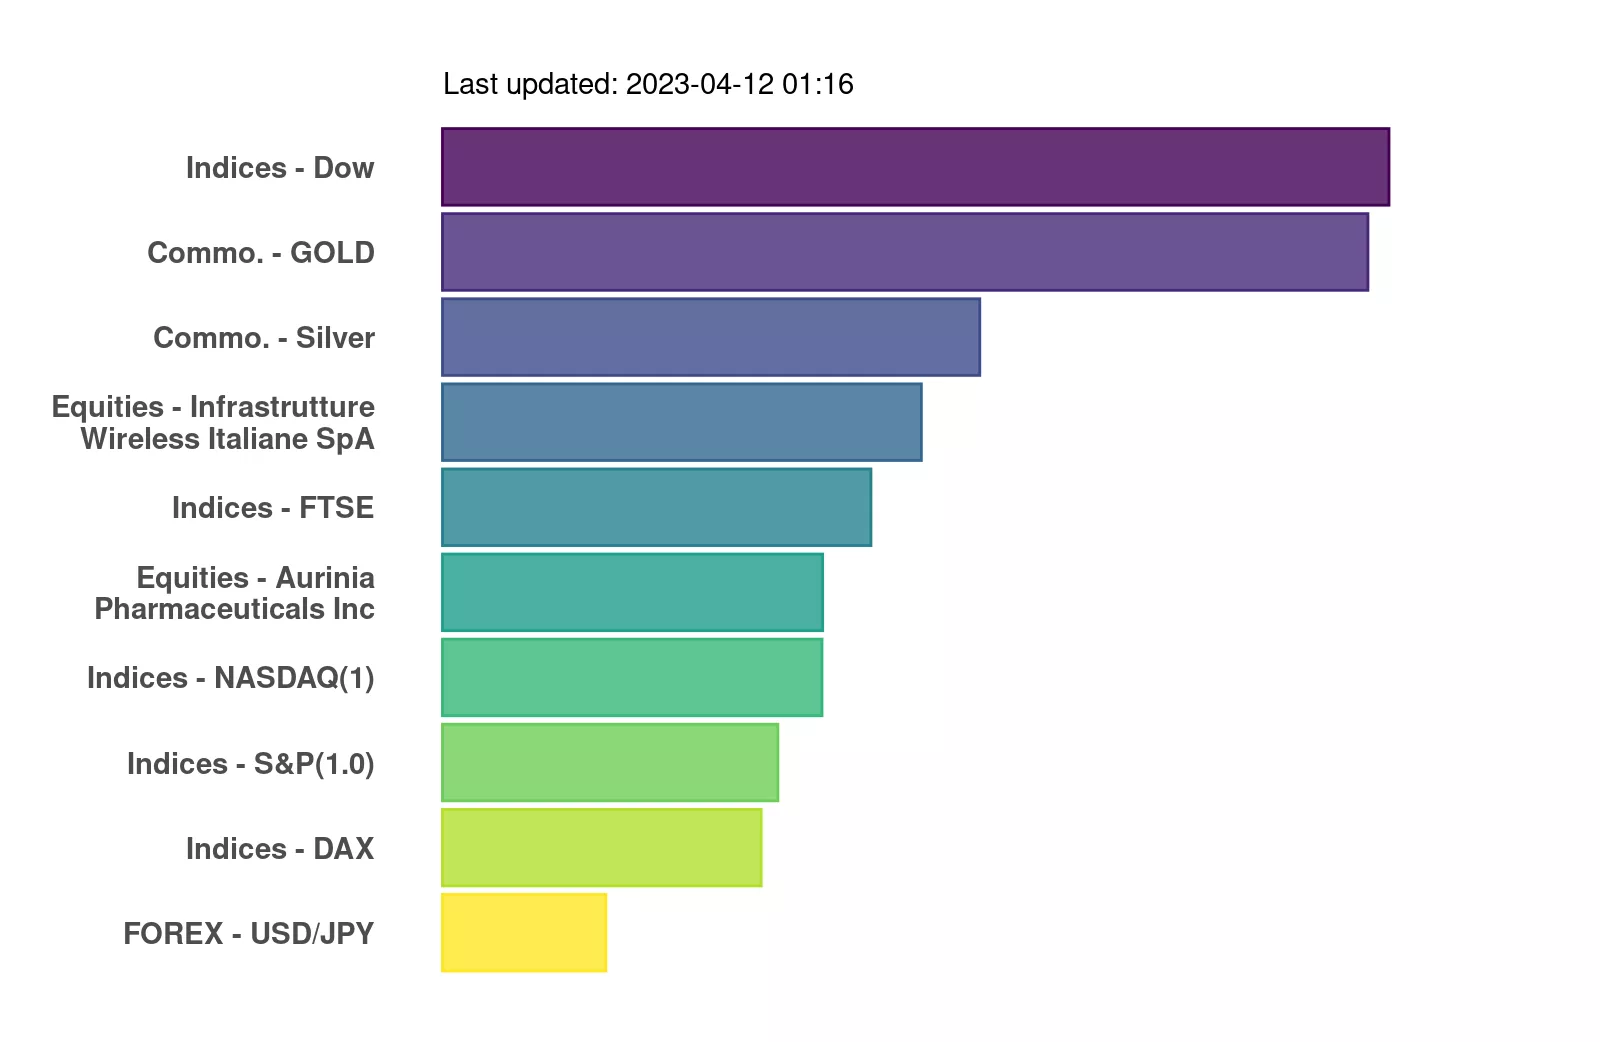 Last updated: 2023-04-12 01:16
Indices - Dow
Commo. - GOLD
Commo. - Silver
Equities - Infrastrutture
Wireless Italiane SpA
Indices - FTSE
Equities - Aurinia
Pharmaceuticals Inc
Indices - NASDAQ(1)
Indices - S&P(1.0)
Indices - DAX
FOREX - USD/JPY